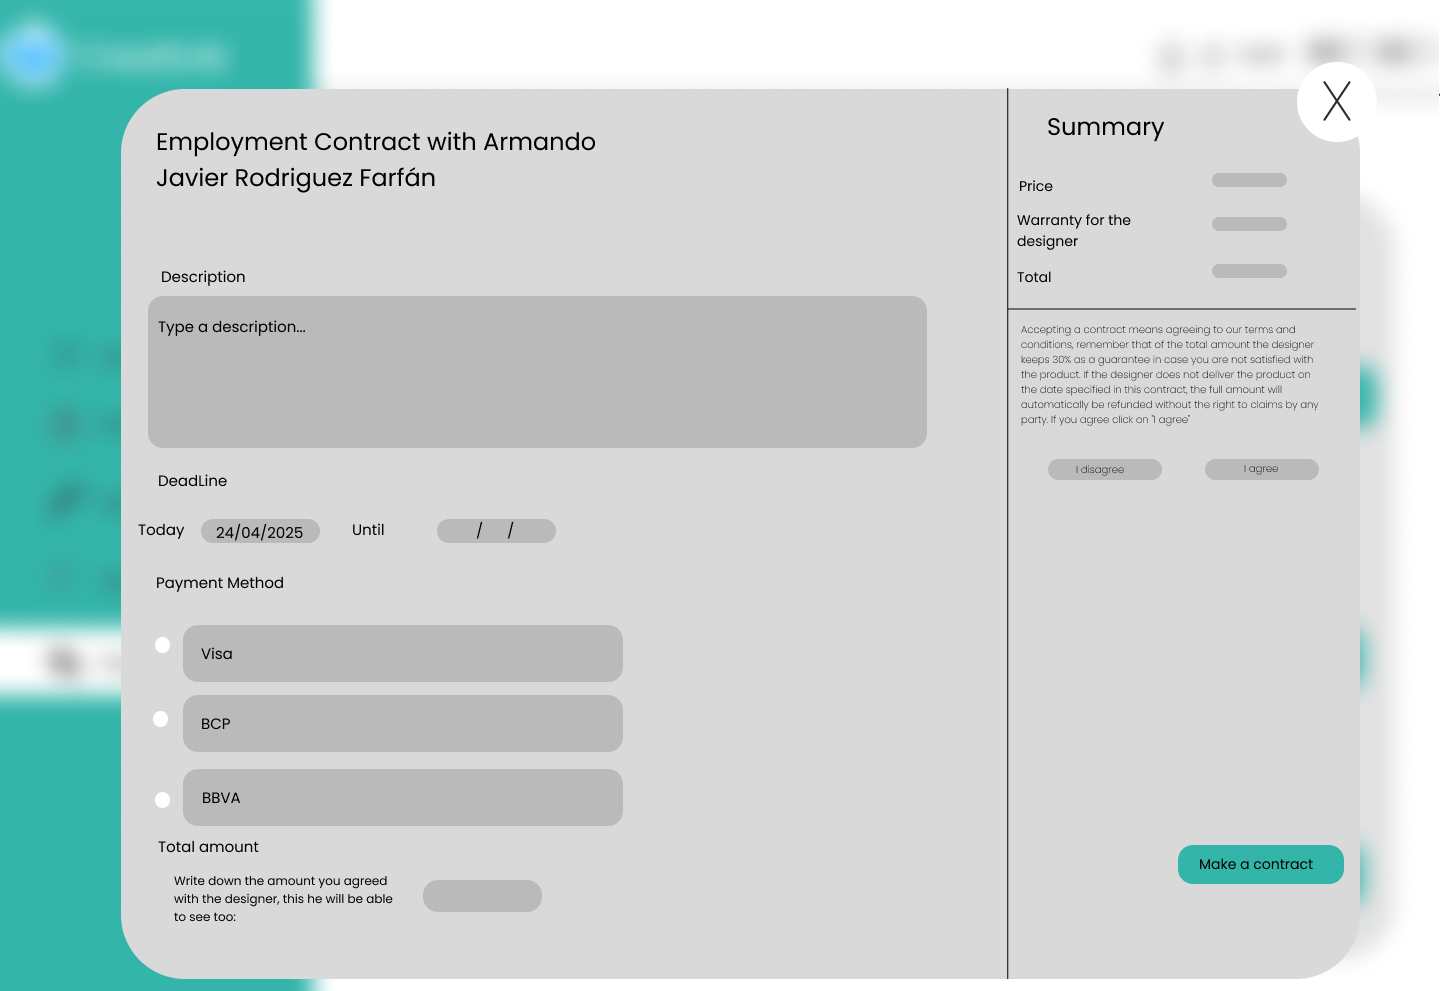 X
Employment Contract with Armando
Javier Rodriguez Farfán
Description
Type a description...
DeadLine
Today 24/04/2025 Until / /
Payment Method
Visa
BCP
BBVA
Total amount
Write down the amount you agreed
with the designer, this he will be able
to see too:
Summary
Price
Warranty for the
designer
Total
Accepting a contract means agreeing to our terms and
conditions, remember that of the total amount the designer
keeps 30% as a guarantee in case you are not satisfied with
the product. If the designer does not deliver the product on
the date specified in this contract, the full amount will
automatically be refunded without the right to claims by any
party. If you agree click on "I agree"
I disagree I agree
Make a contract